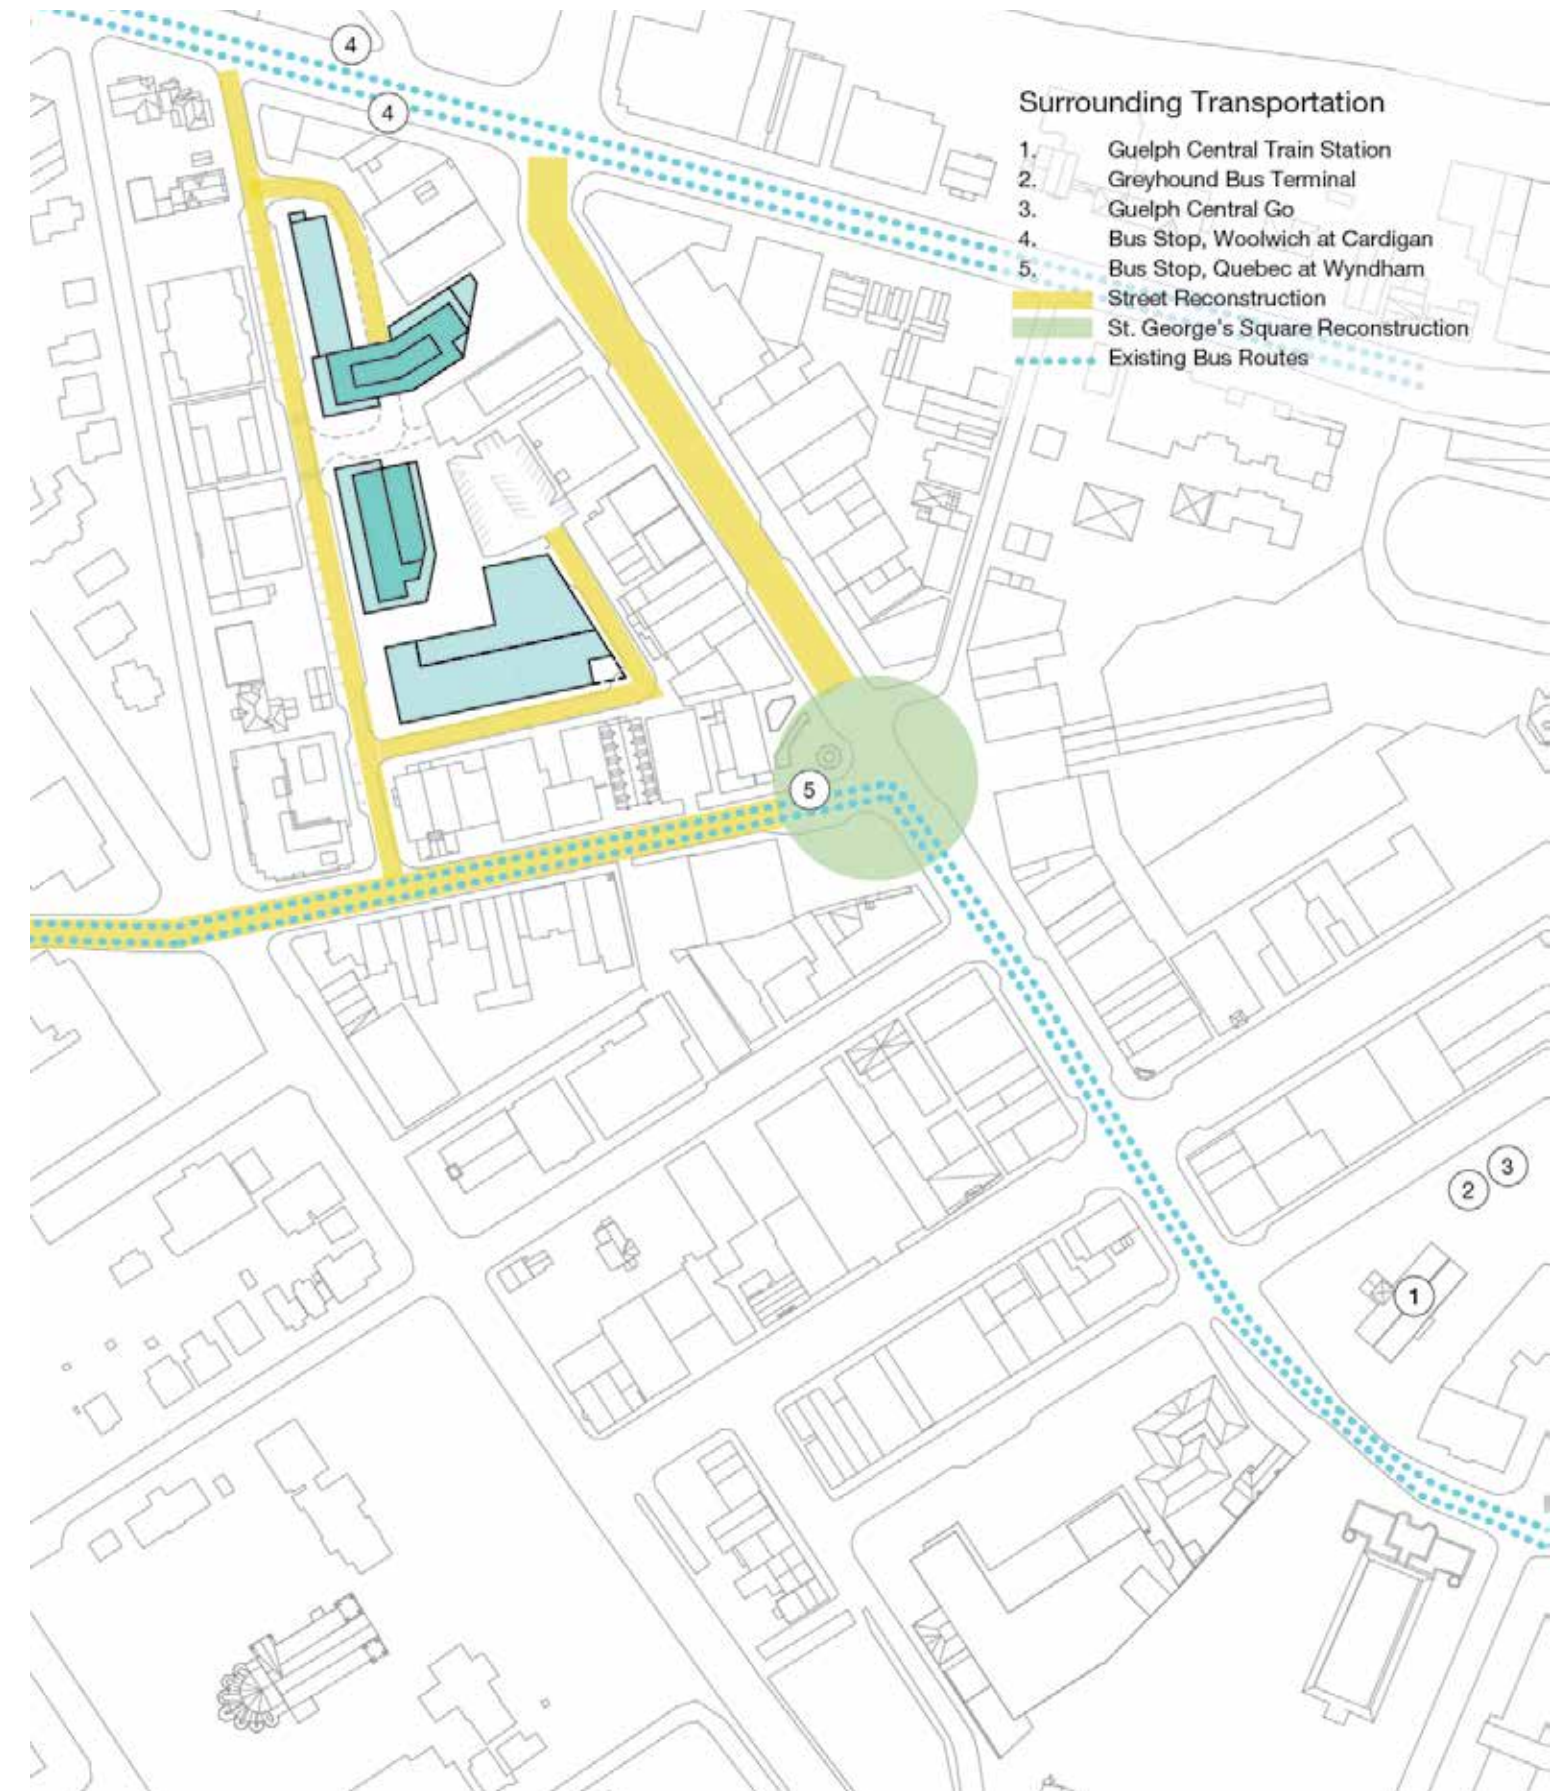 4
4
Surrounding Transportation
1. Guelph Central Train Station
2. Greyhound Bus Terminal
3. Guelph Central Go
4. Bus Stop, Woolwich at Cardigan
5. Bus Stop, Quebec at Wyndham
Street Reconstruction
St. George's Square Reconstruction
Existing Bus Routes
5
3
2
1